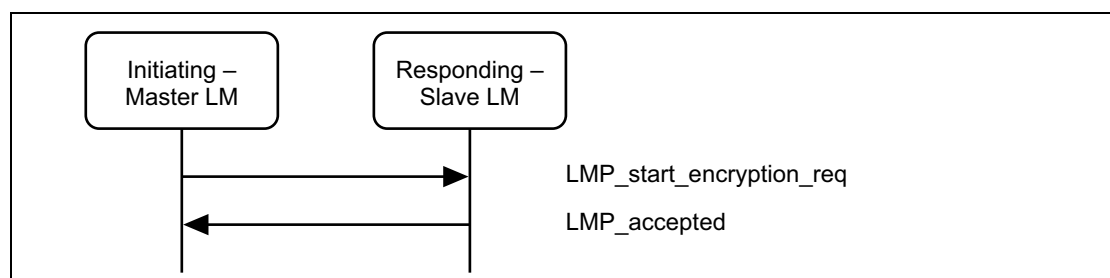 Initiating –
Master LM
Responding –
Slave LM
LMP_start_encryption_req
LMP_accepted